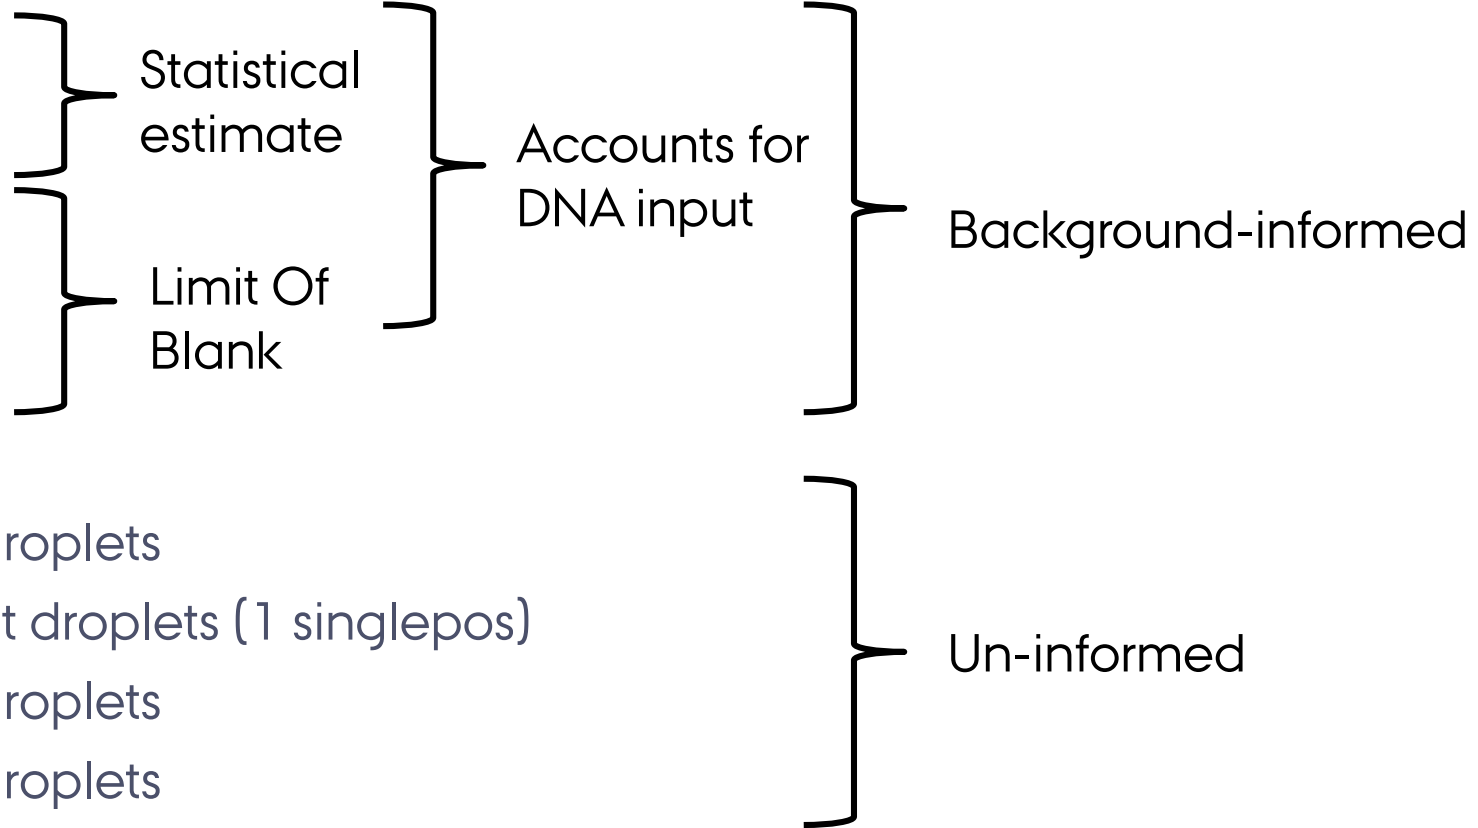 Statistical
estimate
Accounts for
DNA input
Background-informed
Limit Of
Blank
roplets
t droplets (1 singlepos)
roplets
roplets
Un-informed